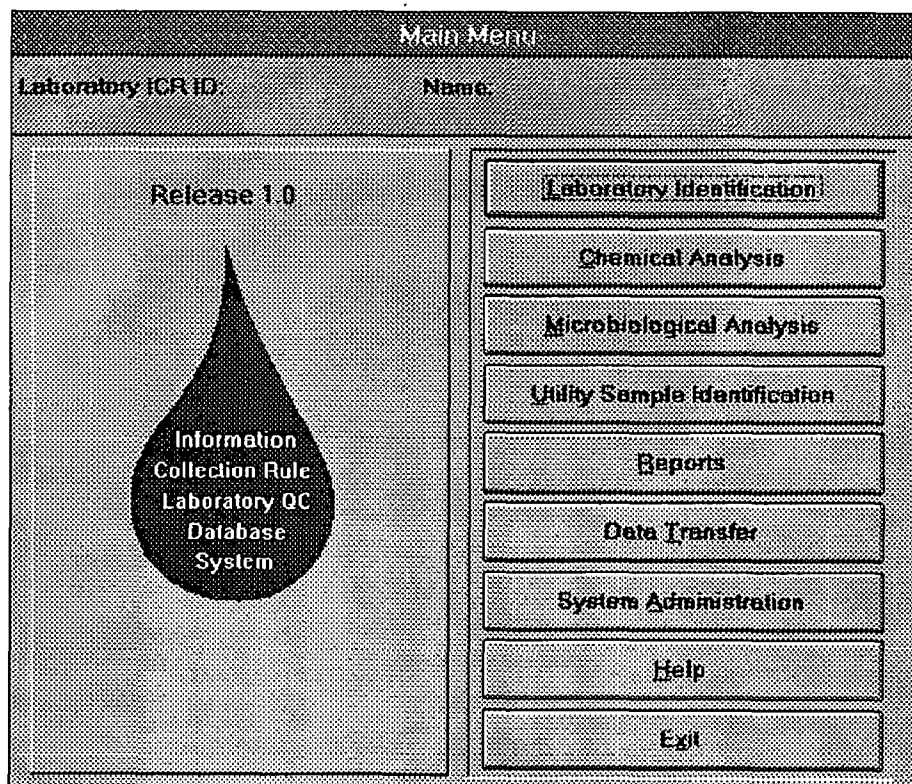 Main Menu
Laboratory ICR ID: Name:
Release 1.0
Information
Collection Rule
Laboratory QC
Database
System
Laboratory Identification
Chemical Analysis
Microbiological Analysis
Utility Sample Identification
Reports
Data Transfer
System Administration
Help
Exit